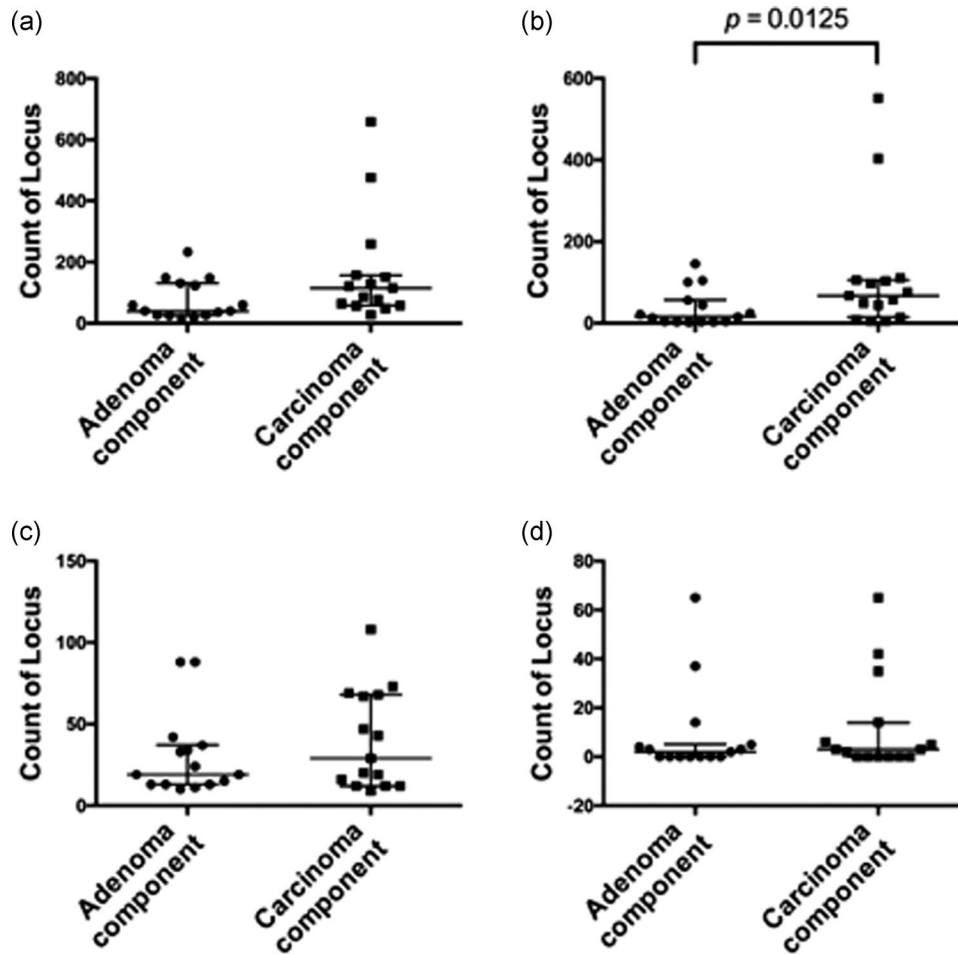 (a)
800
600
400
200
0
Count of Locus
Adenoma
component
Carcinoma
component
(b)
p = 0.0125
600
400
200
0
Count of Locus
Adenoma
component
Carcinoma
component
(c)
150
100
50
0
Count of Locus
Adenoma
component
Carcinoma
component
(d)
80
60
40
20
0
-20
Count of Locus
Adenoma
component
Carcinoma
component